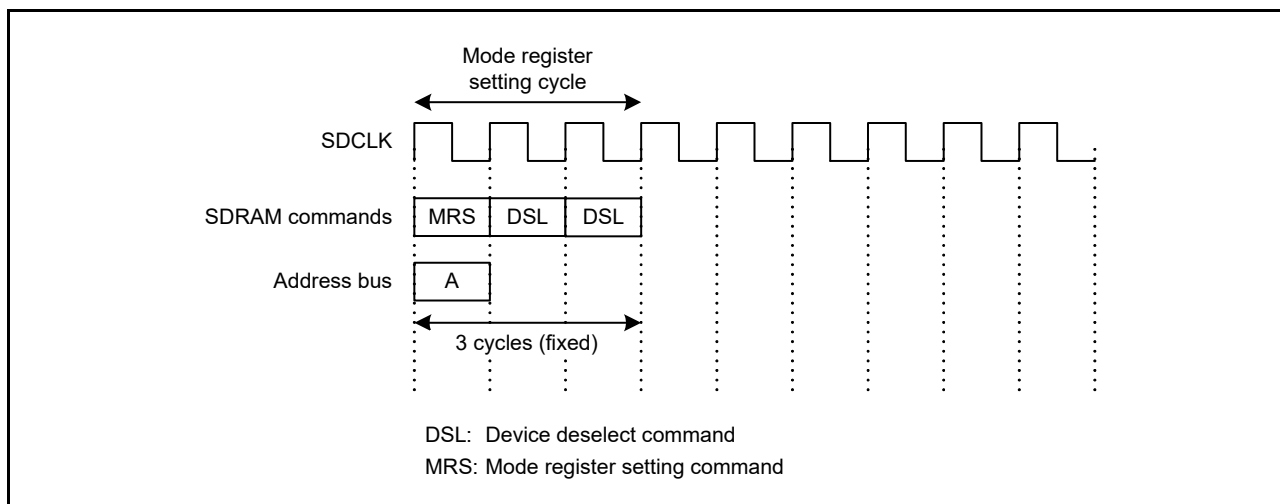 Mode register
setting cycle
SDCLK
SDRAM commands MRS DSL DSL
Address bus A
3 cycles (fixed)
DSL: Device deselect command
MRS: Mode register setting command